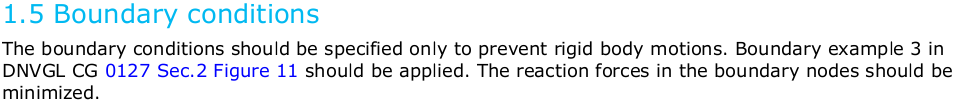 1.5 Boundary conditions
The boundary conditions should be specified only to prevent rigid body motions. Boundary example 3 in
DNVGL CG 0127 Sec.2 Figure 11 should be applied. The reaction forces in the boundary nodes should be
minimized.